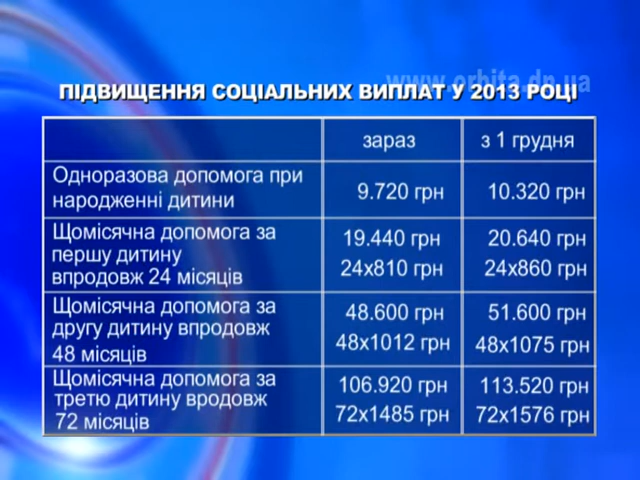 www.orbita.dp.ua
ПІДВИЩЕННЯ СОЦІАЛЬНИХ ВИПЛАТ У 2013 РОЦІ
зараз з 1 грудня
Одноразова допомога при
народженні дитини
9.720 грн 10.320 грн
Щомісячна допомога за
першу дитину
впродовж 24 місяців
19.440 грн 20.640 грн
24х810 грн 24х860 грн
Щомісячна допомога за
другу дитину впродовж
48 місяців
48.600 грн 51.600 грн
48х1012 грн 48х1075 грн
Щомісячна допомога за
третю дитину вродовж
72 місяців
106.920 грн 113.520 грн
72х1485 грн 72х1576 грн